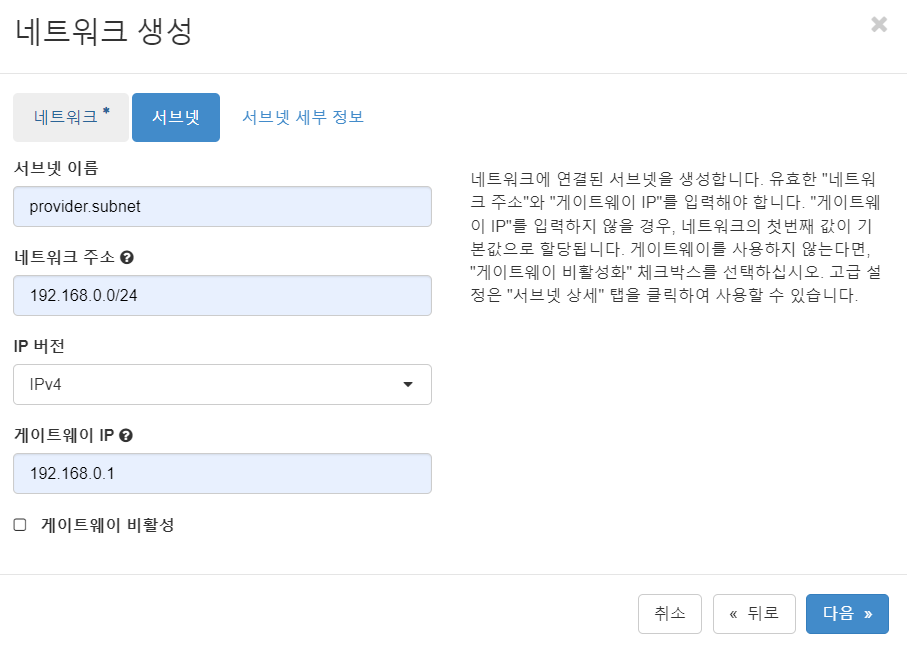 네트워크 생성
×
네트워크 *
서브넷
서브넷 세부 정보
서브넷 이름
provider.subnet
네트워크 주소 ?
192.168.0.0/24
IP 버전
IPv4
게이트웨이 IP ?
192.168.0.1
게이트웨이 비활성
네트워크에 연결된 서브넷을 생성합니다. 유효한 "네트워
크 주소"와 "게이트웨이 IP"를 입력해야 합니다. "게이트웨
이 IP"를 입력하지 않을 경우, 네트워크의 첫번째 값이 기
본값으로 할당됩니다. 게이트웨이를 사용하지 않는다면,
"게이트웨이 비활성화" 체크박스를 선택하십시오. 고급 설
정은 "서브넷 상세" 탭을 클릭하여 사용할 수 있습니다.
취소
« 뒤로
다음 »